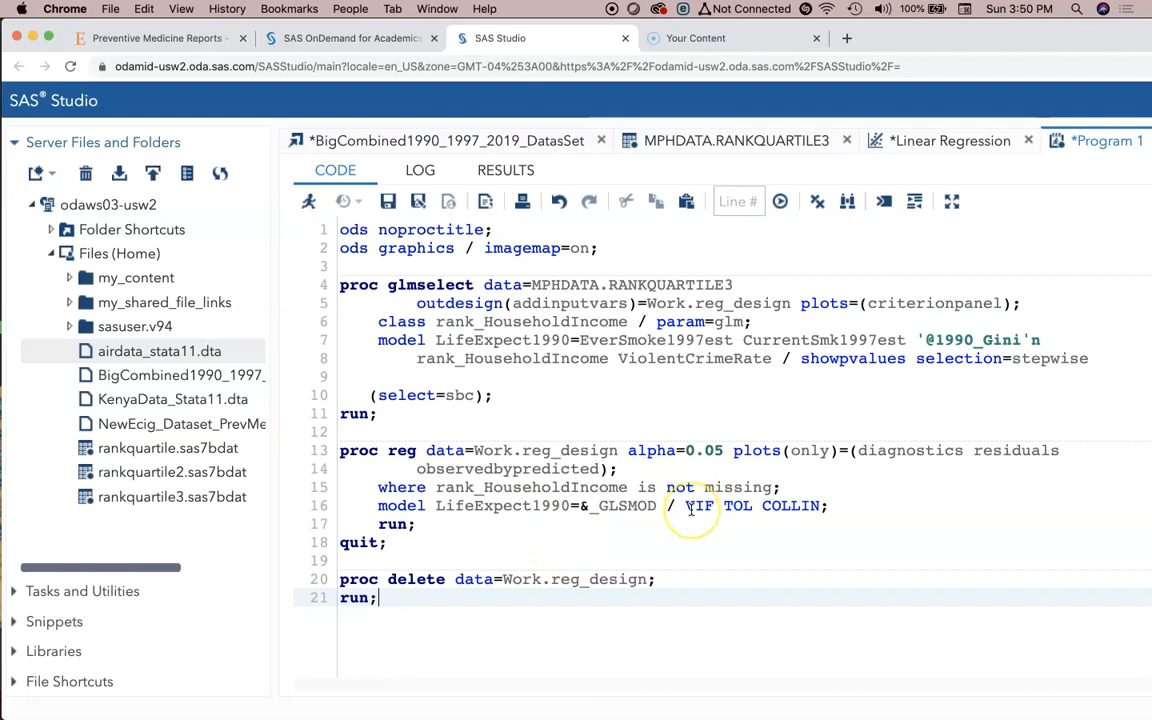 Chrome File Edit View History Bookmarks People Tab Window Help Not Connected 100% Sun 3:50 PM
Preventive Medicine Reports - × SAS OnDemand for Academics × SAS Studio × Your Content × +
odamid-usw2.oda.sas.com/SASStudio/main?locale=en_US&zone=GMT-04%253A00&https%3A%2F%2Fodamid-usw2.oda.sas.com%2FSASStudio%2F=
SAS® Studio
Server Files and Folders
*BigCombined1990_1997_2019_DatasSet × MPHDATA.RANKQUARTILE3 × *Linear Regression × *Program 1
CODE LOG RESULTS
Line #
odaws03-usw2
File Shortcuts
Files (Home)
my_content
my_shared_file_links
sasuser.v94
airdata_stata11.dta
BigCombined1990_1997_
KenyaData_Stata11.dta
NewEcig_Dataset_PrevMe
rankquartile.sas7bdat
rankquartile2.sas7bdat
rankquartile3.sas7bdat
Tasks and Utilities
Snippets
Libraries
File Shortcuts
1 ods noproctitle;
2 ods graphics / imagemap=on;
3
4 proc glmselect data=MPHDATA.RANKQUARTILE3
5 outdesign(addinputvars)=Work.reg_design plots=(criterionpanel);
6 class rank_HouseholdIncome / param=glm;
7 model LifeExpect1990=EverSmoke1997est CurrentSmk1997est '@1990_Gini'n
8 rank_HouseholdIncome ViolentCrimeRate / showpvalues selection=stepwise
9
10 (select=sbc);
11 run;
12
13 proc reg data=Work.reg_design alpha=0.05 plots(only)=(diagnostics residuals
14 observedbypredicted);
15 where rank_HouseholdIncome is not missing;
16 model LifeExpect1990=&_GLSMOD / VIF TOL COLLIN;
17 run;
18 quit;
19
20 proc delete data=Work.reg_design;
21 run;